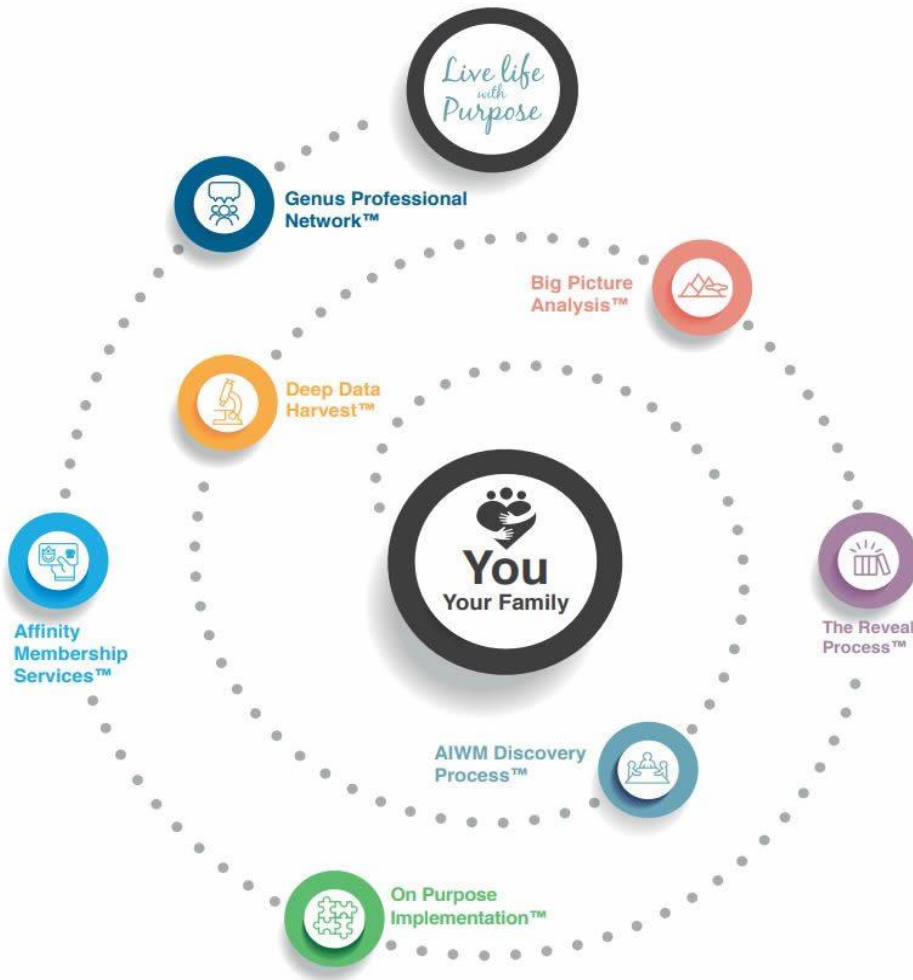 Live life
with
Purpose
Genus Professional
Network™
Big Picture
Analysis™
Deep Data
Harvest™
You
Your Family
Affinity
Membership
Services™
The Reveal
Process™
AIWM Discovery
Process™
On Purpose
Implementation™